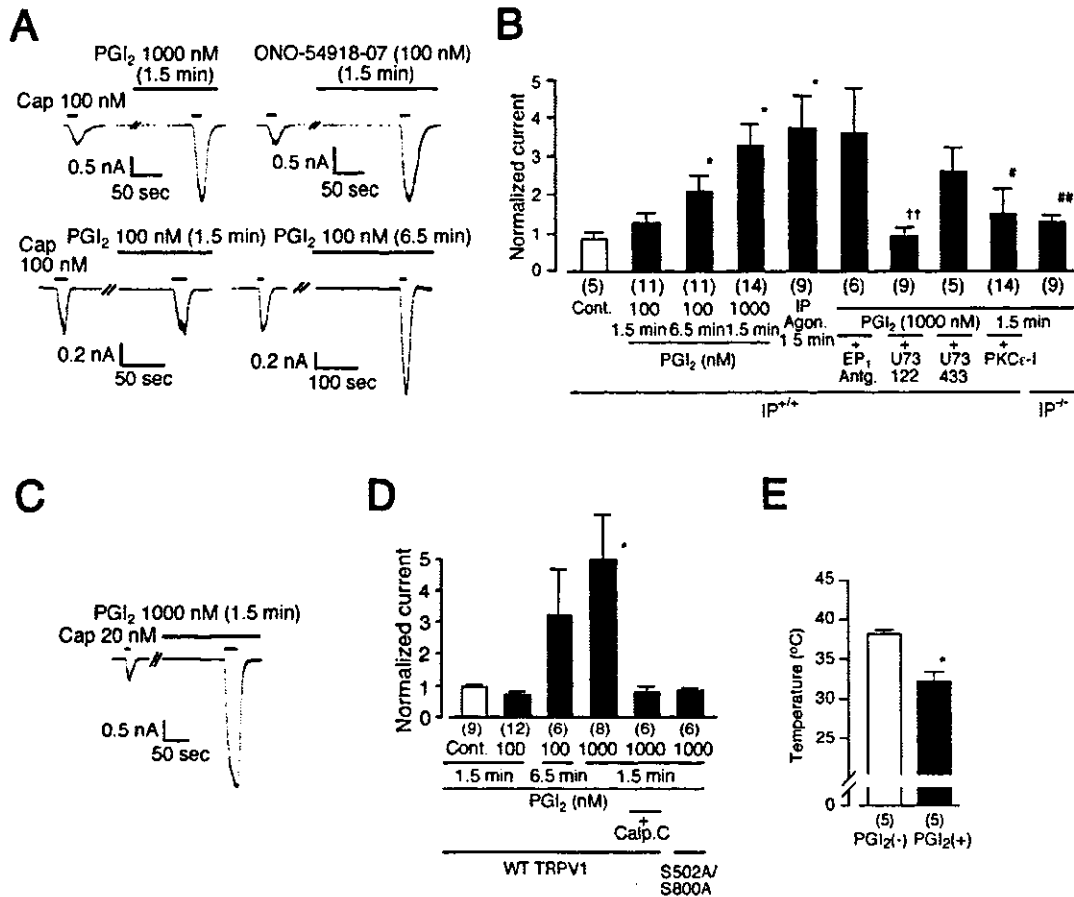 A
PGI2 1000 nM
(1.5 min)
ONO-54918-07 (100 nM)
(1.5 min)
Cap 100 nM
0.5 nA
50 sec
0.5 nA
50 sec
Cap
100 nM
PGI2 100 nM (1.5 min)
PGI2 100 nM (6.5 min)
0.2 nA
50 sec
0.2 nA
100 sec
B
Normalized current
5
4
3
2
1
0
* * * †† # ##
(5) (11) (11) (14) (9) (6) (9) (5) (14) (9)
Cont. 100 100 1000 IP Agon. 1.5 min
1.5 min 6.5 min 1.5 min
PGI2 (nM)
PGI2 (1000 nM) 1.5 min
+ EP1 Antg.
+ U73 122
+ U73 433
+ PKCε-I
IP+/+
IP-/-
C
PGI2 1000 nM (1.5 min)
Cap 20 nM
0.5 nA
50 sec
D
Normalized current
5
4
3
2
1
0
*
(9) (12) (6) (8) (6) (6)
Cont. 100 100 1000 1000 1000
1.5 min 6.5 min 1.5 min
PGI2 (nM)
+
Calp.C
WT TRPV1
S502A/
S800A
E
Temperature (°C)
45
35
25
0
*
(5) (5)
PGI2(-) PGI2(+)